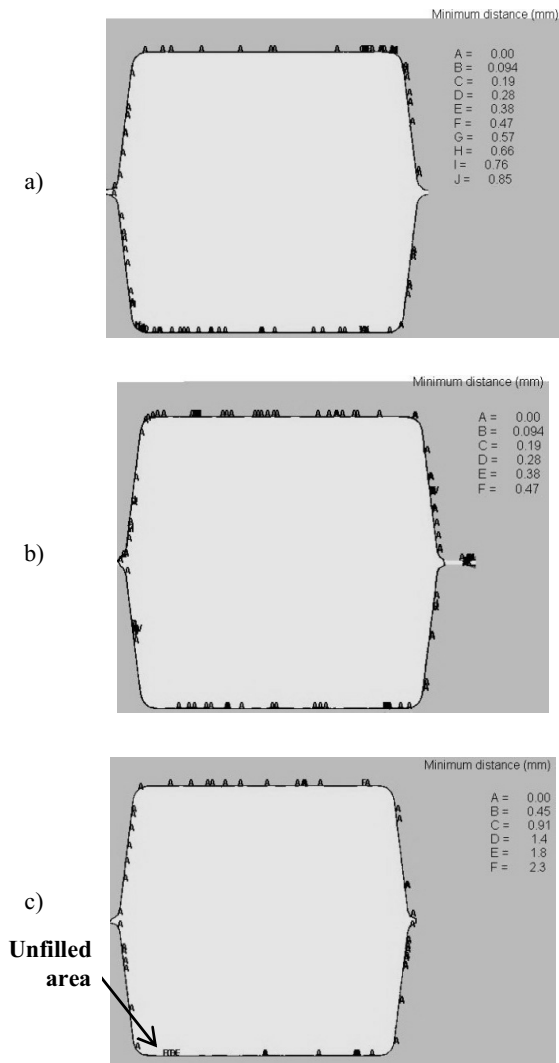 Minimum distance (mm)
A = 0.00
B = 0.094
C = 0.19
D = 0.28
E = 0.38
F = 0.47
G = 0.57
H = 0.66
I = 0.76
J = 0.85
a)
Minimum distance (mm)
A = 0.00
B = 0.094
C = 0.19
D = 0.28
E = 0.38
F = 0.47
b)
Minimum distance (mm)
A = 0.00
B = 0.45
C = 0.91
D = 1.4
E = 1.8
F = 2.3
c)
Unfilled
area